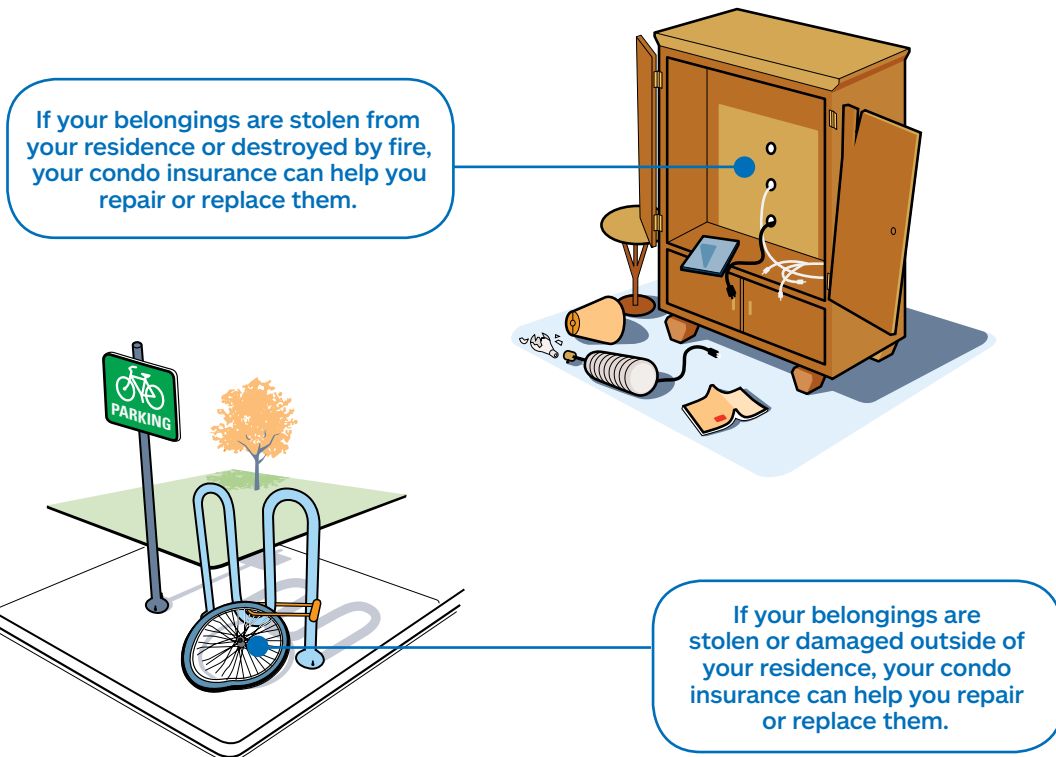 If your belongings are stolen from
your residence or destroyed by fire,
your condo insurance can help you
repair or replace them.
PARKING
If your belongings are
stolen or damaged outside of
your residence, your condo
insurance can help you repair
or replace them.